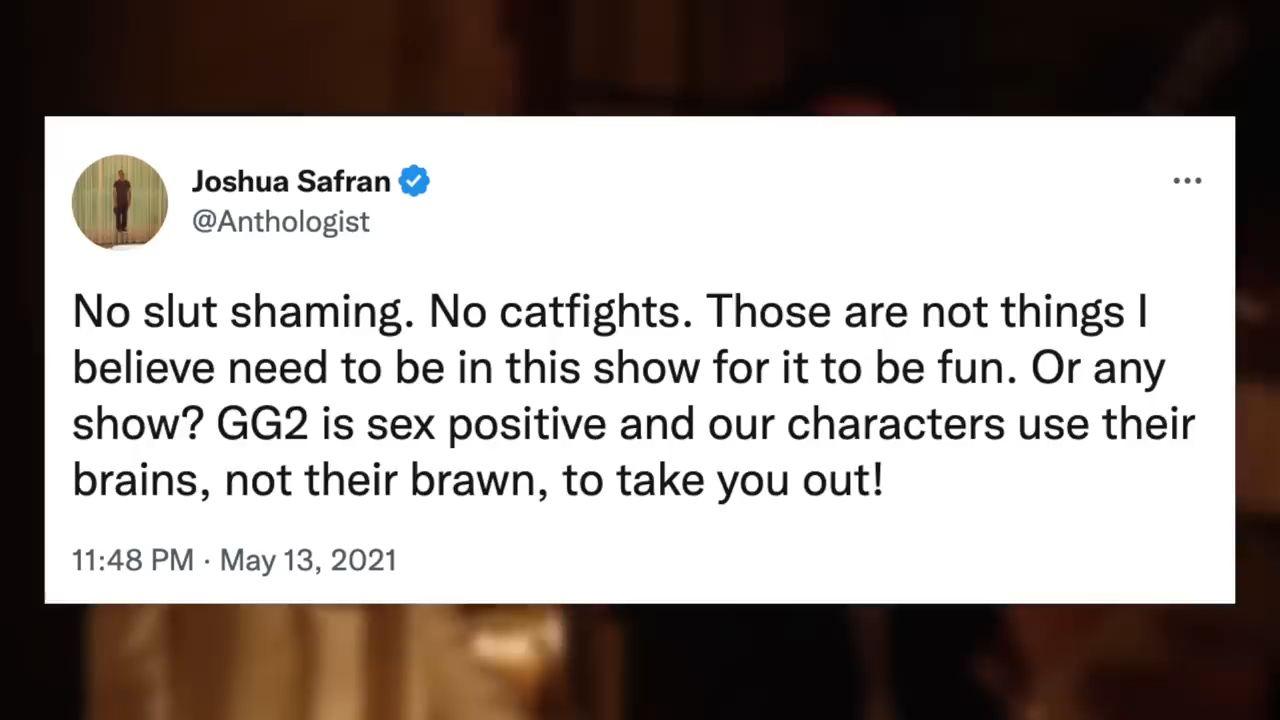 Joshua Safran
@Anthologist
No slut shaming. No catfights. Those are not things I
believe need to be in this show for it to be fun. Or any
show? GG2 is sex positive and our characters use their
brains, not their brawn, to take you out!
11:48 PM · May 13, 2021